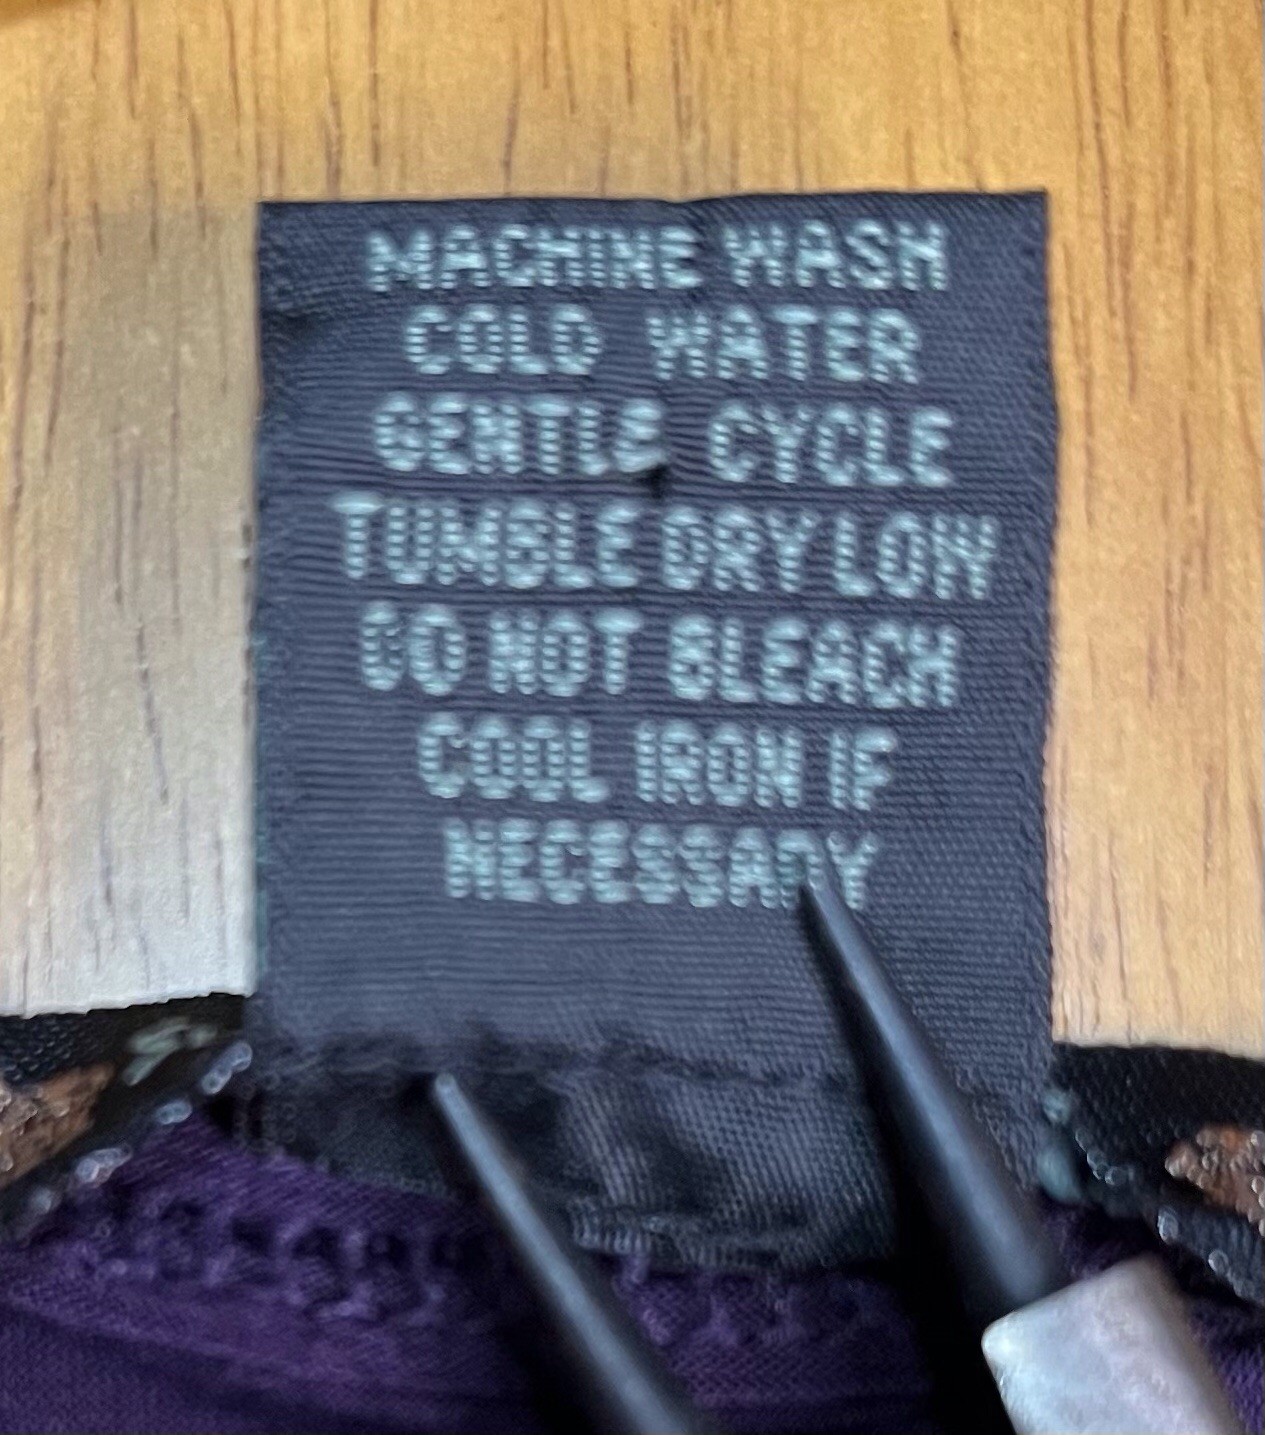 MACHINE WASH
COLD WATER
GENTLE CYCLE
TUMBLE DRY LOW
DO NOT BLEACH
COOL IRON IF
NECESSARY